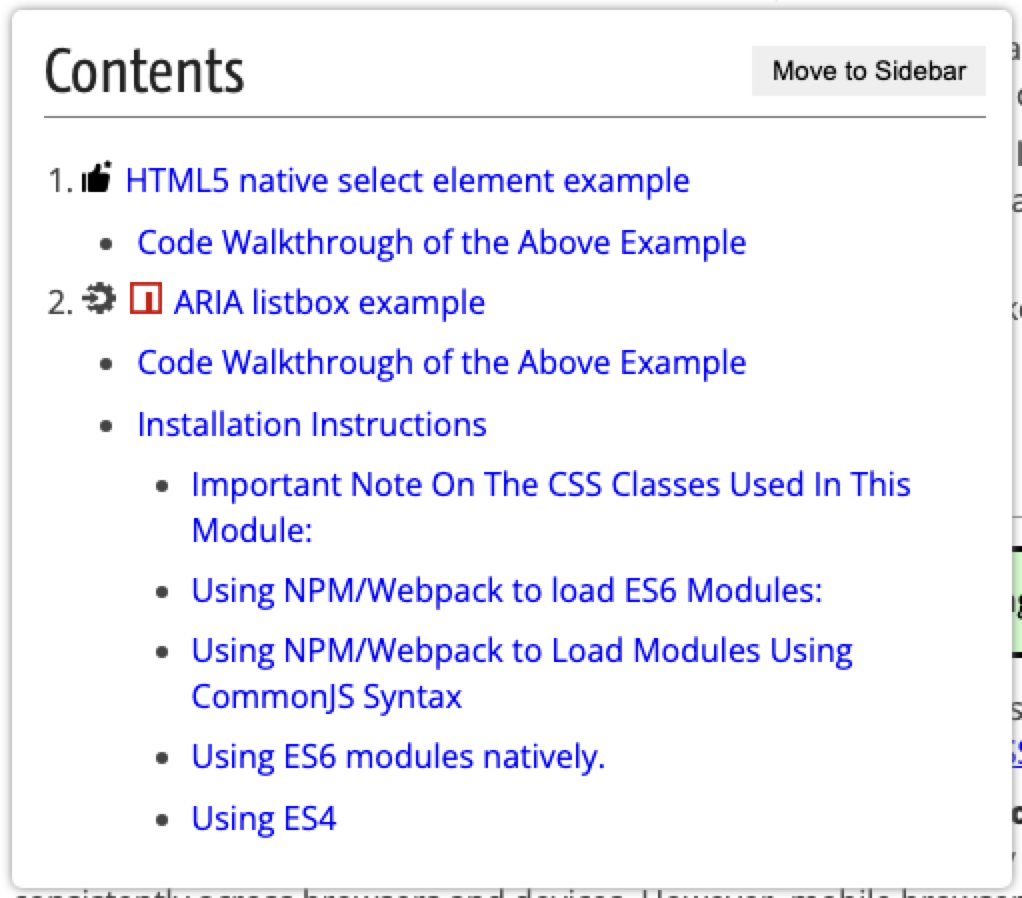 Contents
Move to Sidebar
1. HTML5 native select element example
• Code Walkthrough of the Above Example
2. ARIA listbox example
• Code Walkthrough of the Above Example
• Installation Instructions
• Important Note On The CSS Classes Used In This
Module:
• Using NPM/Webpack to load ES6 Modules:
• Using NPM/Webpack to Load Modules Using
CommonJS Syntax
• Using ES6 modules natively.
• Using ES4
consistently across browsers and devices. However, mobile browser